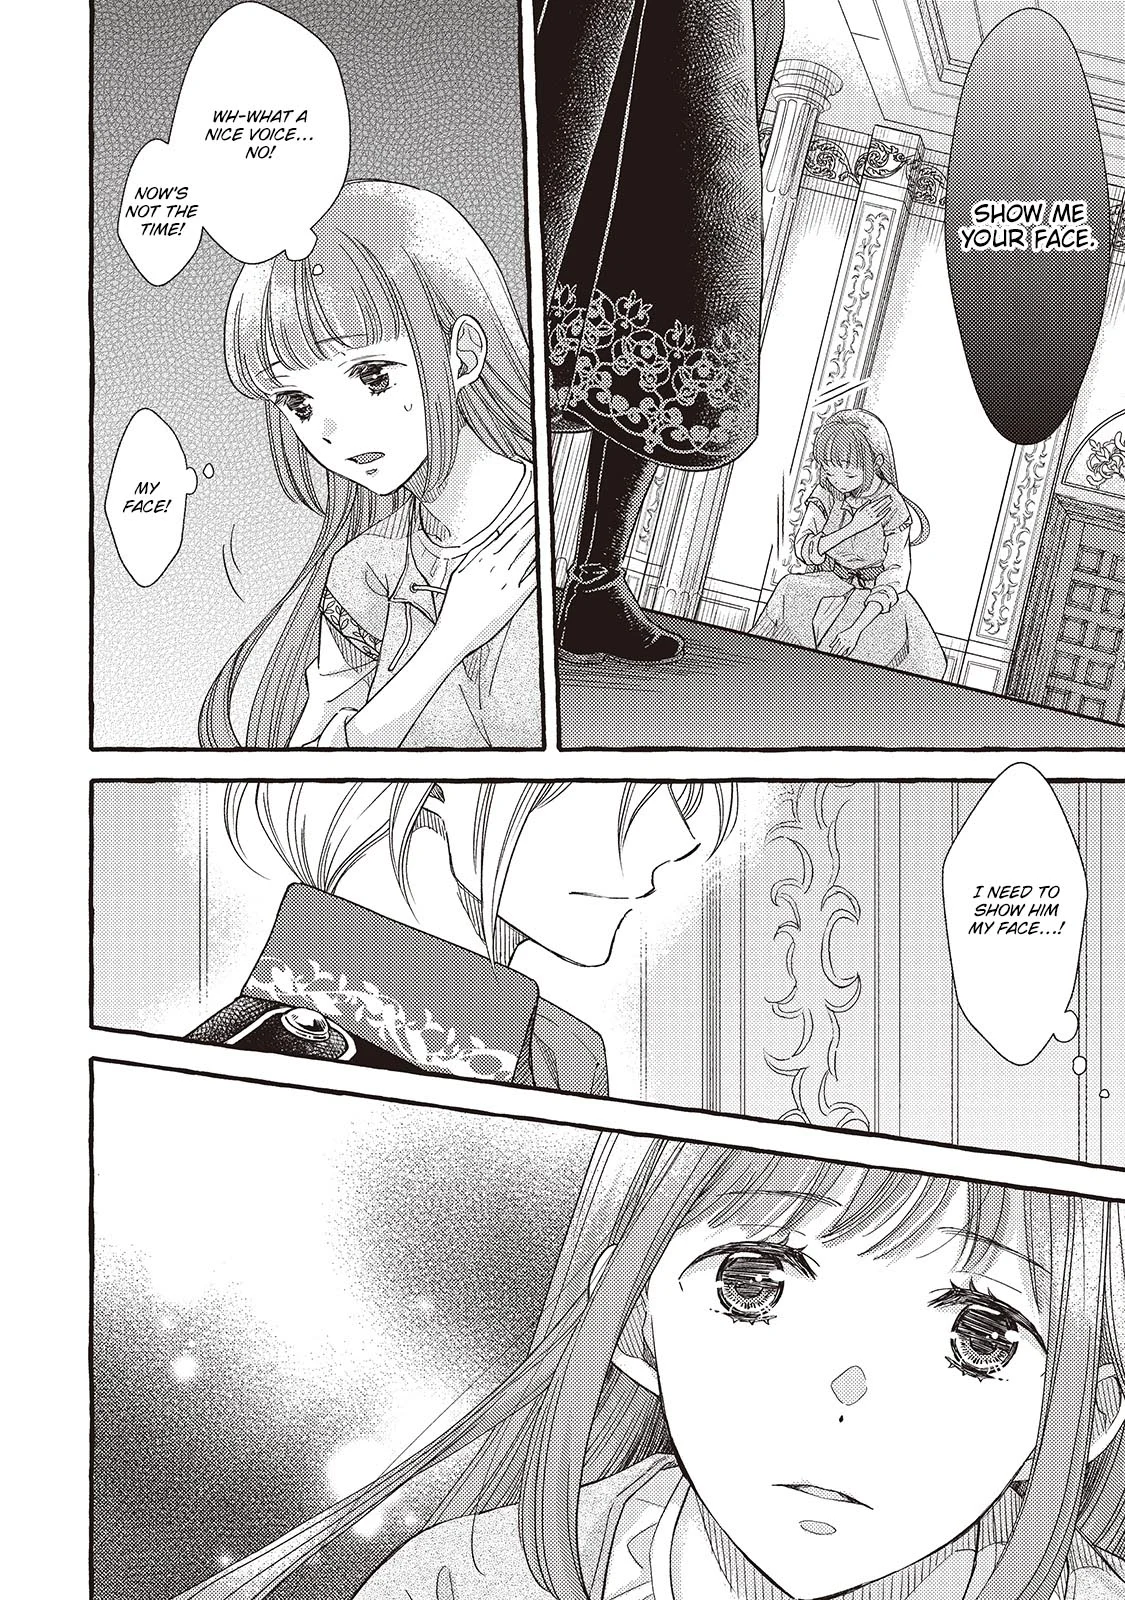 SHOW ME
YOUR FACE.
WH-WHAT A
NICE VOICE...
NO!
NOW'S
NOT THE
TIME!
MY
FACE!
I NEED TO
SHOW HIM
MY FACE...!